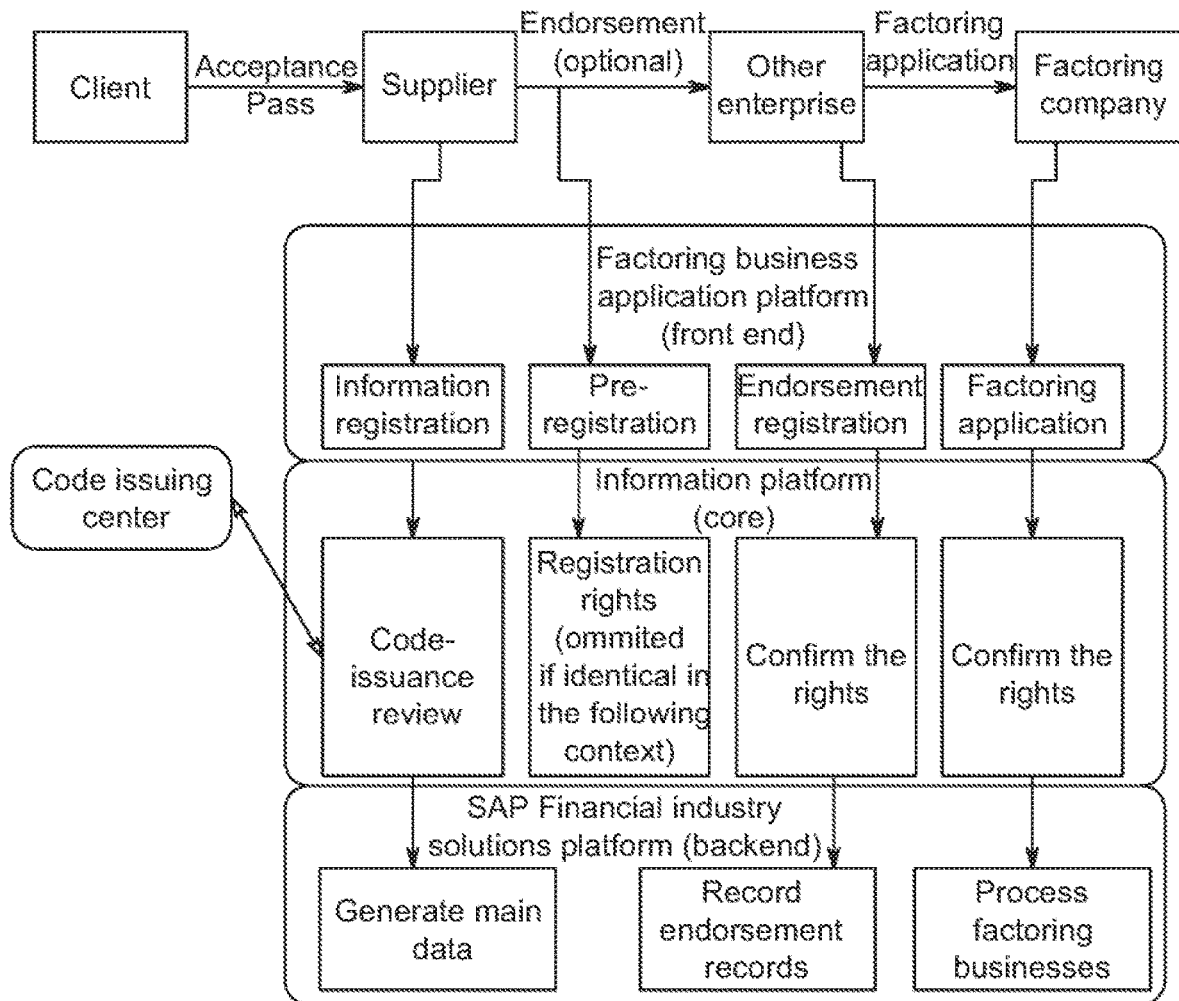 Client
Acceptance
Pass
Supplier
Endorsement
(optional)
Other
enterprise
Factoring
application
Factoring
company
Factoring business
application platform
(front end)
Information
registration
Pre-
registration
Endorsement
registration
Factoring
application
Code issuing
center
Information platform
(core)
Code-
issuance
review
Registration
rights
(ommited
if identical in
the following
context)
Confirm the
rights
Confirm the
rights
SAP Financial industry
solutions platform (backend)
Generate main
data
Record
endorsement
records
Process
factoring
businesses